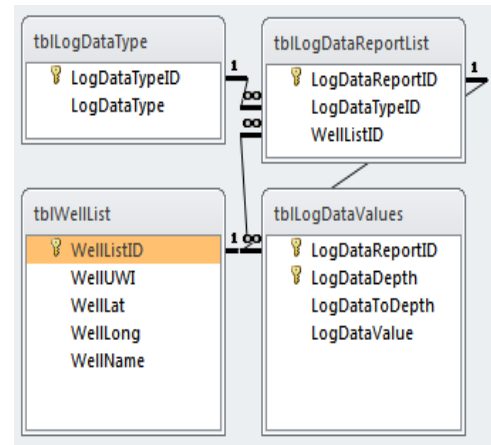 tblLogDataType
LogDataTypeID
LogDataType
tblLogDataReportList
LogDataReportID
LogDataTypeID
WellListID
1
∞
∞
1
tblWellList
WellListID
WellUWI
WellLat
WellLong
WellName
1
∞
tblLogDataValues
LogDataReportID
LogDataDepth
LogDataToDepth
LogDataValue